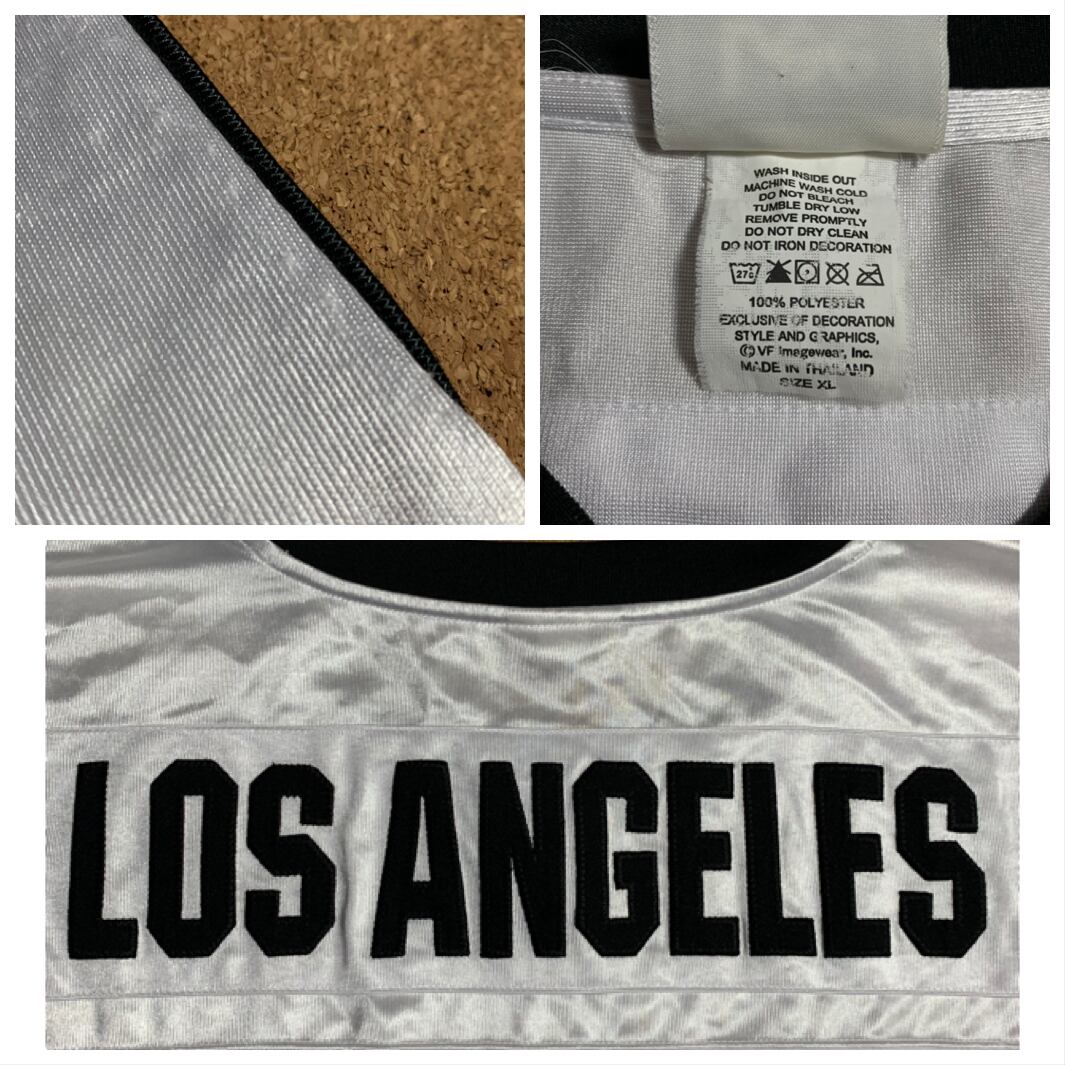 WASH INSIDE OUT
MACHINE WASH COLD
DO NOT BLEACH
TUMBLE DRY LOW
REMOVE PROMPTLY
DO NOT DRY CLEAN
DO NOT IRON DECORATION
27c
100% POLYESTER
EXCLUSIVE OF DECORATION
STYLE AND GRAPHICS,
© VF Imagewear, Inc.
MADE IN THAILAND
SIZE XL
LOS ANGELES